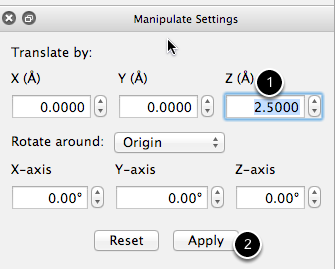 Manipulate Settings
Translate by:
X (Å) Y (Å) Z (Å) 1
0.0000 0.0000 2.5000
Rotate around: Origin
X-axis Y-axis Z-axis
0.00° 0.00° 0.00°
Reset Apply 2